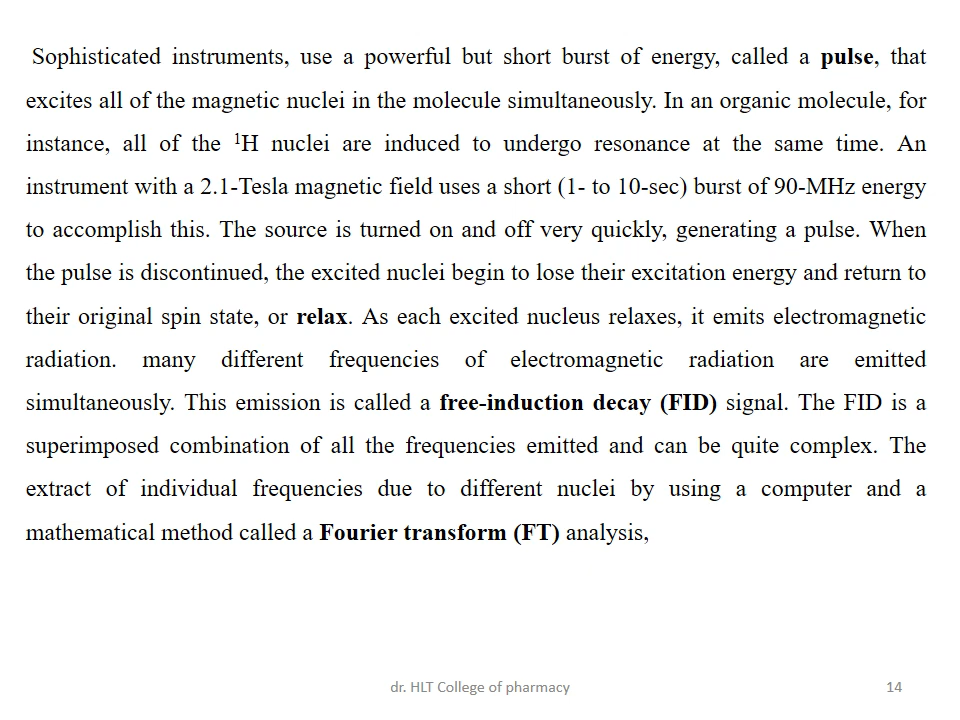 Sophisticated instruments, use a powerful but short burst of energy, called a pulse, that
excites all of the magnetic nuclei in the molecule simultaneously. In an organic molecule, for
instance, all of the ¹H nuclei are induced to undergo resonance at the same time. An
instrument with a 2.1-Tesla magnetic field uses a short (1- to 10-sec) burst of 90-MHz energy
to accomplish this. The source is turned on and off very quickly, generating a pulse. When
the pulse is discontinued, the excited nuclei begin to lose their excitation energy and return to
their original spin state, or relax. As each excited nucleus relaxes, it emits electromagnetic
radiation. many different frequencies of electromagnetic radiation are emitted
simultaneously. This emission is called a free-induction decay (FID) signal. The FID is a
superimposed combination of all the frequencies emitted and can be quite complex. The
extract of individual frequencies due to different nuclei by using a computer and a
mathematical method called a Fourier transform (FT) analysis,
dr. HLT College of pharmacy
14